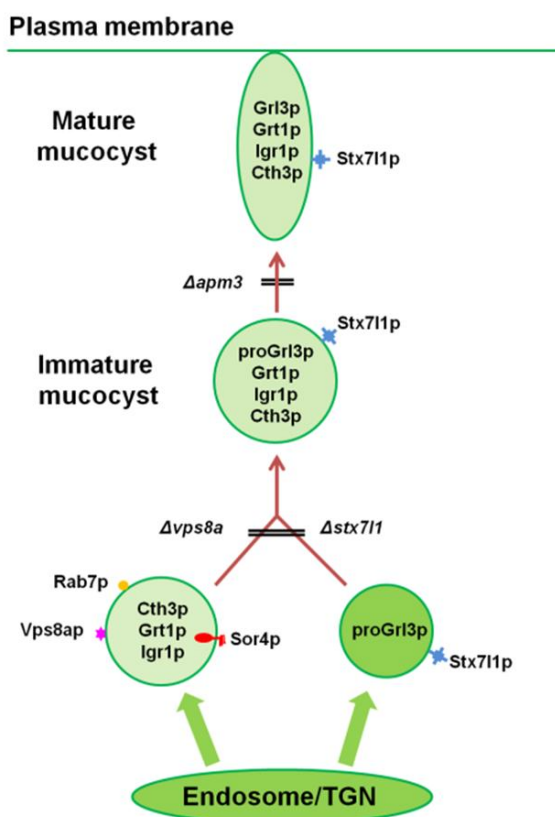 Plasma membrane
Mature
mucocyst
Grl3p
Grt1p
Igr1p
Cth3p
Stx7l1p
Δapm3
Stx7l1p
Immature
mucocyst
proGrl3p
Grt1p
Igr1p
Cth3p
Δvps8a
Δstx7l1
Rab7p
Vps8ap
Cth3p
Grt1p
Igr1p
Sor4p
proGrl3p
Stx7l1p
Endosome/TGN